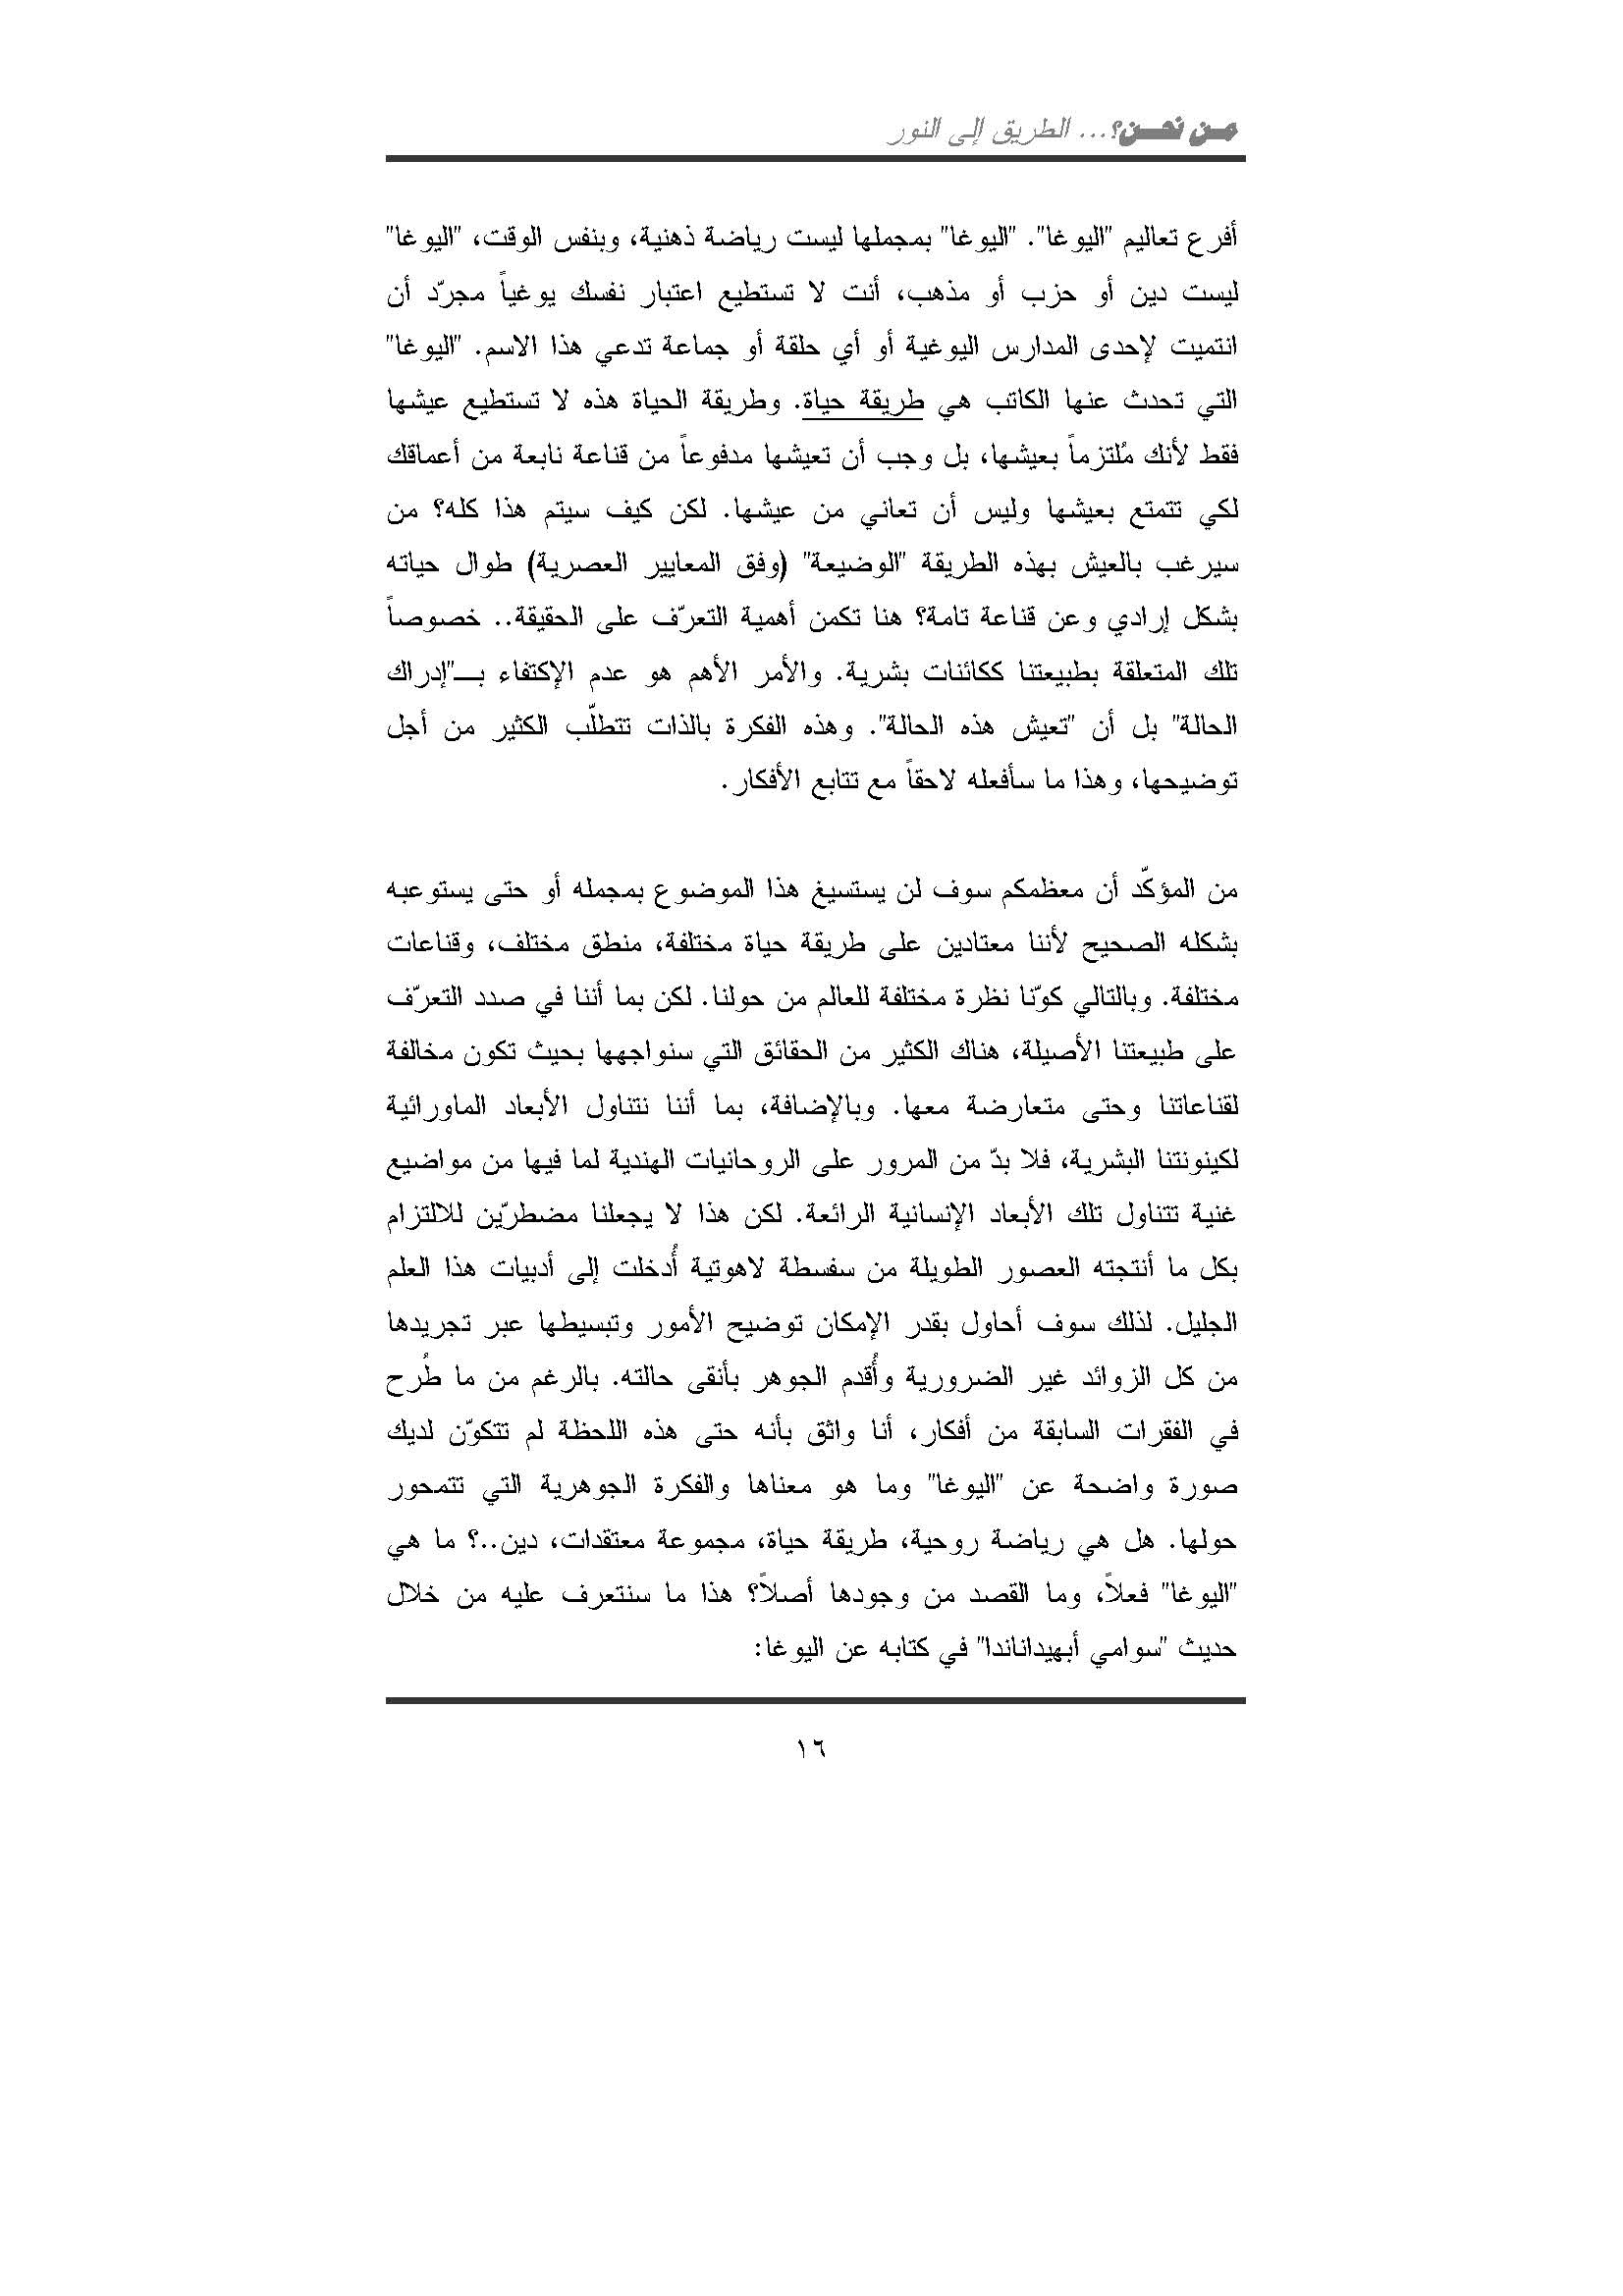 من نحن؟... الطريق إلى النور
أفرع تعاليم "اليوغا". "اليوغا" بمجملها ليست رياضة ذهنية، وبنفس الوقت، "اليوغا"
ليست دين أو حزب أو مذهب، أنت لا تستطيع اعتبار نفسك يوغياً مجرّد أن
انتميت لإحدى المدارس اليوغية أو أي حلقة أو جماعة تدعي هذا الاسم. "اليوغا"
التي تحدث عنها الكاتب هي طريقة حياة. وطريقة الحياة هذه لا تستطيع عيشها
فقط لأنك مُلتزماً بعيشها، بل وجب أن تعيشها مدفوعاً من قناعة نابعة من أعماقك
لكي تتمتع بعيشها وليس أن تعاني من عيشها. لكن كيف سيتم هذا كله؟ من
سيرغب بالعيش بهذه الطريقة "الوضيعة" (وفق المعايير العصرية) طوال حياته
بشكل إرادي وعن قناعة تامة؟ هنا تكمن أهمية التعرّف على الحقيقة.. خصوصاً
تلك المتعلقة بطبيعتنا ككائنات بشرية. والأمر الأهم هو عدم الإكتفاء بـــ"إدراك
الحالة" بل أن "تعيش هذه الحالة". وهذه الفكرة بالذات تتطلّب الكثير من أجل
توضيحها، وهذا ما سأفعله لاحقاً مع تتابع الأفكار.
من المؤكّد أن معظمكم سوف لن يستسيغ هذا الموضوع بمجمله أو حتى يستوعبه
بشكله الصحيح لأننا معتادين على طريقة حياة مختلفة، منطق مختلف، وقناعات
مختلفة. وبالتالي كوّنا نظرة مختلفة للعالم من حولنا. لكن بما أننا في صدد التعرّف
على طبيعتنا الأصيلة، هناك الكثير من الحقائق التي سنواجهها بحيث تكون مخالفة
لقناعاتنا وحتى متعارضة معها. وبالإضافة، بما أننا نتناول الأبعاد الماورائية
لكينونتنا البشرية، فلا بدّ من المرور على الروحانيات الهندية لما فيها من مواضيع
غنية تتناول تلك الأبعاد الإنسانية الرائعة. لكن هذا لا يجعلنا مضطرّين للالتزام
بكل ما أنتجته العصور الطويلة من سفسطة لاهوتية أُدخلت إلى أدبيات هذا العلم
الجليل. لذلك سوف أحاول بقدر الإمكان توضيح الأمور وتبسيطها عبر تجريدها
من كل الزوائد غير الضرورية وأُقدم الجوهر بأنقى حالته. بالرغم من ما طُرح
في الفقرات السابقة من أفكار، أنا واثق بأنه حتى هذه اللحظة لم تتكوّن لديك
صورة واضحة عن "اليوغا" وما هو معناها والفكرة الجوهرية التي تتمحور
حولها. هل هي رياضة روحية، طريقة حياة، مجموعة معتقدات، دين..؟ ما هي
"اليوغا" فعلاً، وما القصد من وجودها أصلاً؟ هذا ما سنتعرف عليه من خلال
حديث "سوامي أبهيداناندا" في كتابه عن اليوغا:
١٦